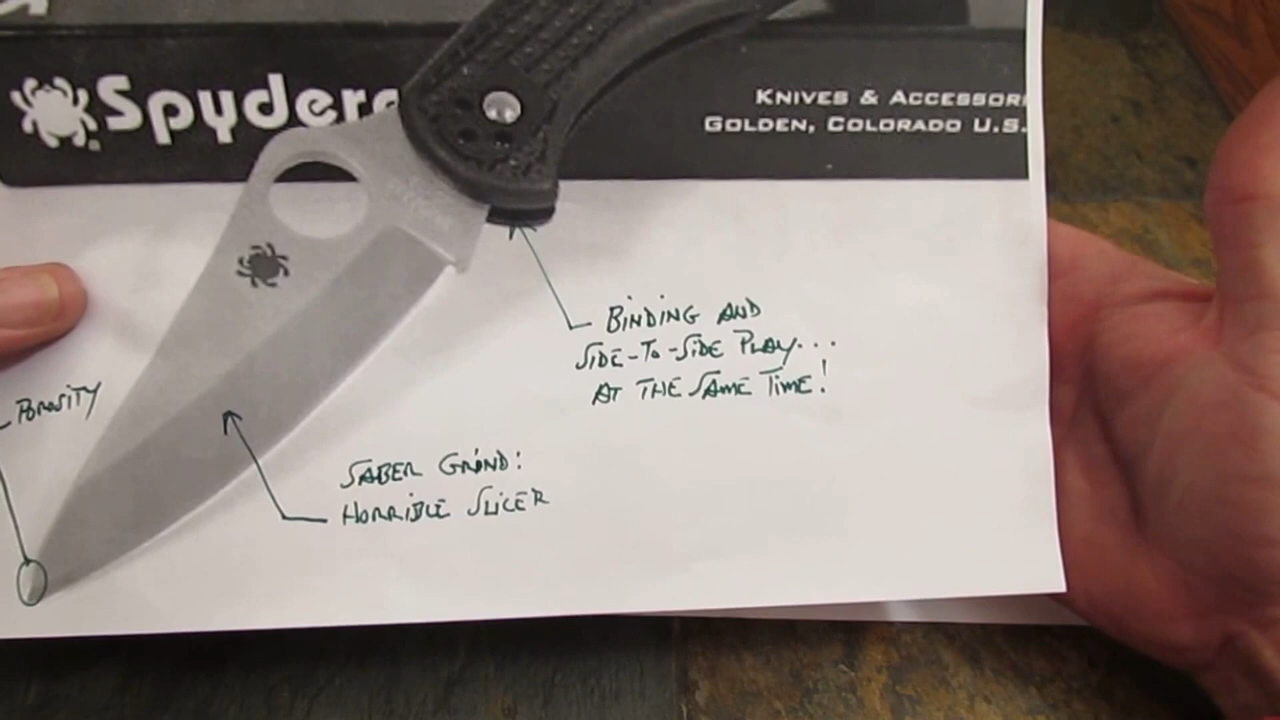 Spyderc
KNIVES & ACCESSORI
GOLDEN, COLORADO U.S.
BINDING AND
SIDE-TO-SIDE PLAY...
AT THE SAME TIME!
POROSITY
SABER GRIND:
HORRIBLE SLICER